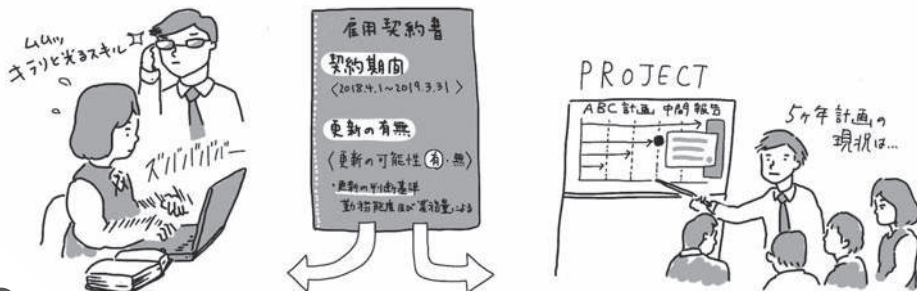 ムムッ
キラリと光るスキル
ズババババー
雇用契約書
契約期間
〈2018.4.1~2019.3.31〉
更新の有無
〈更新の可能性 有・無〉
・更新の判断基準
勤務態度及び業務量による
PROJECT
ABC計画 中間報告
5ヶ年計画の
現況は…